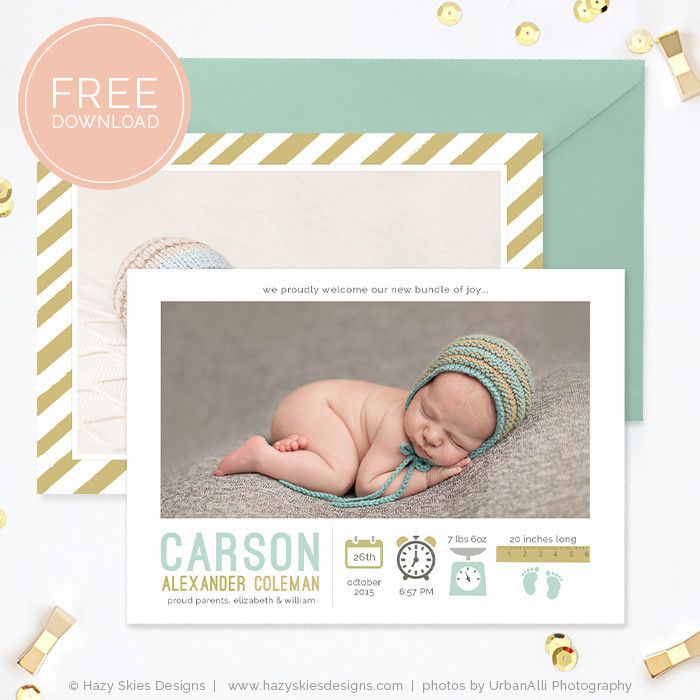 FREE
DOWNLOAD
we proudly welcome our new bundle of joy...
CARSON
ALEXANDER COLEMAN
proud parents, elizabeth & william
26th
october
2015
6:57 PM
7 lbs 6oz
20 inches long
1 2 3 4 5 6
© Hazy Skies Designs | www.hazyskiesdesigns.com | photos by UrbanAlli Photography